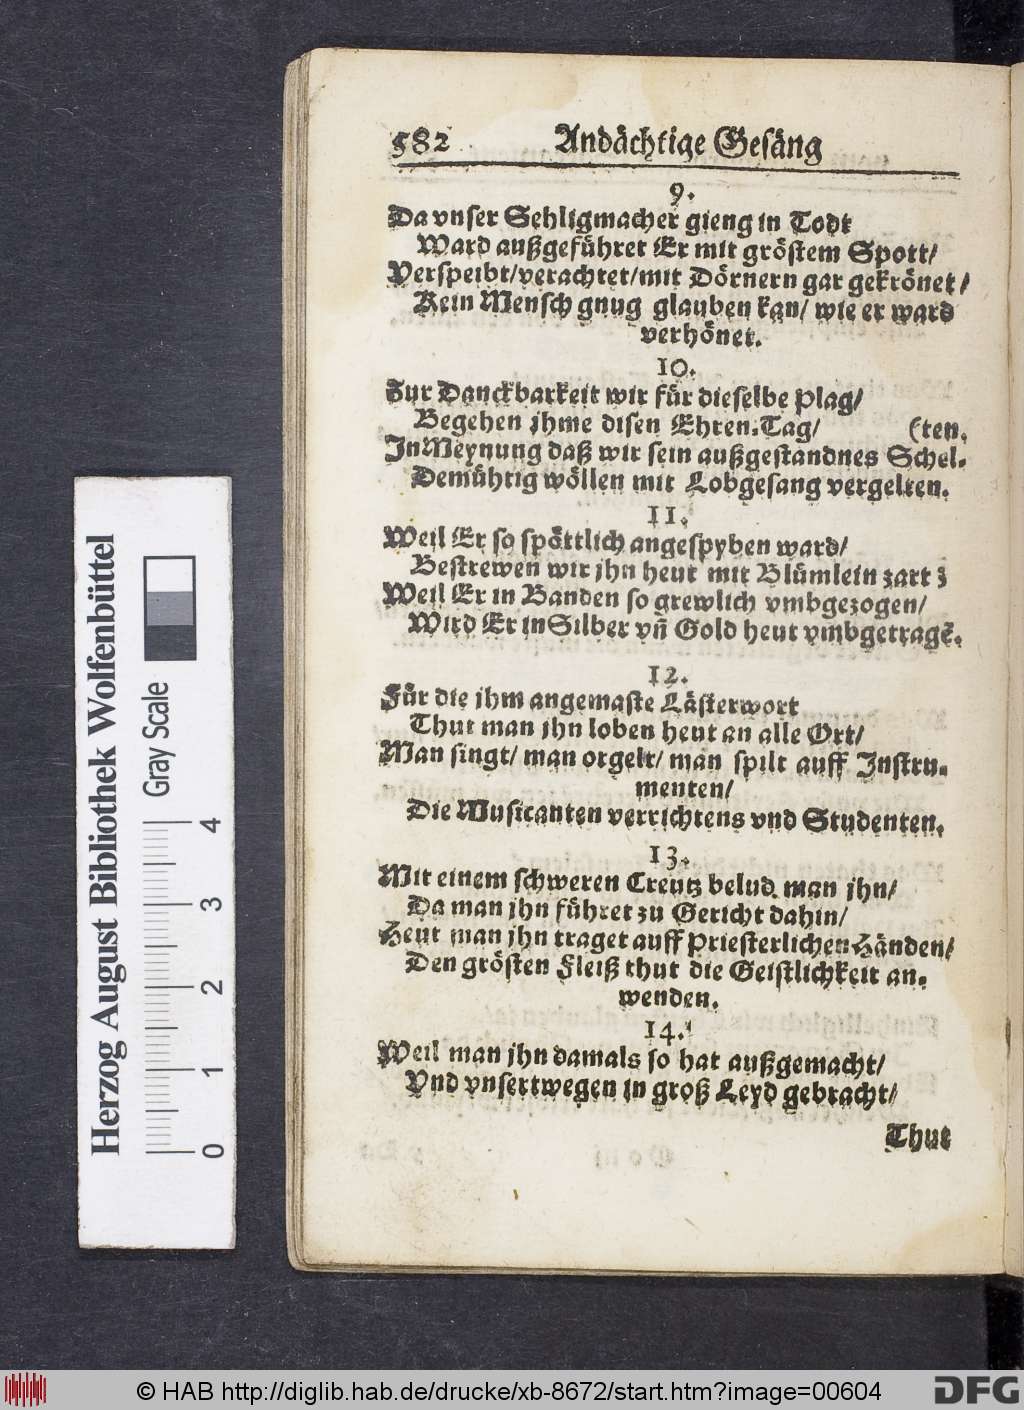 582 Andächtige Gesäng
9.
Da vnser Sehligmacher gieng in Todt
Ward außgeführet Er mit gröstem Spott/
Verspeibt/verachtet/mit Dörnern gar gekrönet/
Kein Mensch gnug glauben kan/ wie er ward
verhönet.
10.
Zur Danckbarkeit wir für dieselbe Plag/
Begehen jhme disen Ehren-Tag/ (ten.
In Meynung daß wir sein außgestandnes Schel-
Demühtig wöllen mit Lobgesang vergelten.
11.
Weil Er so spöttlich angespyben ward/
Bestrewen wir jhn heut mit Blümlein zart;
Weil Er in Banden so grewlich vmbgezogen/
Wird Er in Silber vñ Gold heut vmbgetragẽ.
12.
Für die jhm angemaste Lästerwort
Thut man jhn loben heut an alle Ort/
Man singt/ man orgelt/ man spilt auff Instru-
menten/
Die Musicanten verrichtens vnd Studenten.
13.
Mit einem schweren Creutz belud man jhn/
Da man jhn führet zu Gericht dahin/
Heut man jhn traget auff Priesterlichen Händen/
Den grösten Fleiß thut die Geistlichkeit an-
wenden.
14.
Weil man jhn damals so hat außgemacht/
Vnd vnsertwegen in groß Leyd gebracht/
Thut
Herzog August Bibliothek Wolfenbüttel
Gray Scale
0 1 2 3 4
© HAB http://diglib.hab.de/drucke/xb-8672/start.htm?image=00604
DFG